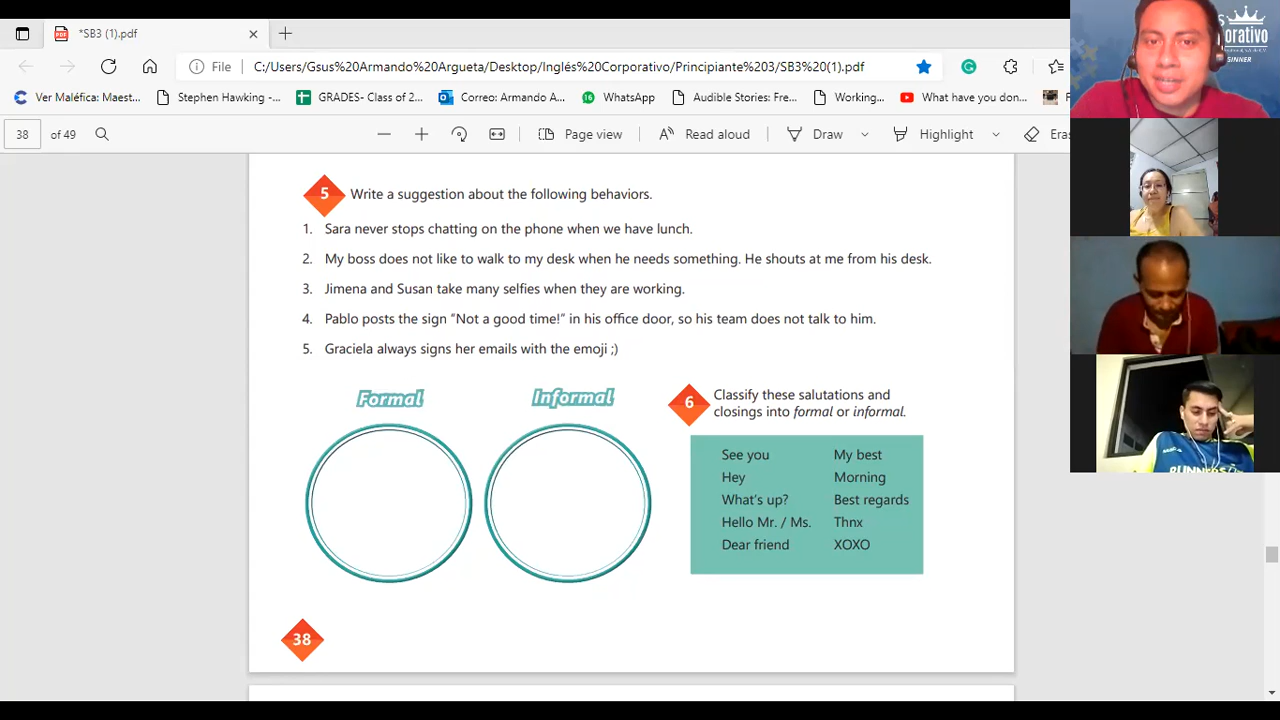 *SB3 (1).pdf
File
C:/Users/Gsus%20Armando%20Argueta/Desktop/Ingles%20Corporativo/Principiante%203/SB3%20(1).pdf
Ver Maléfica: Maest...
Stephen Hawking -...
GRADES- Class of 2...
Correo: Armando A...
WhatsApp
Audible Stories: Fre...
Working...
What have you don...
38 of 49
Page view
Read aloud
Draw
Highlight
Eras
orativo
SINNER
5 Write a suggestion about the following behaviors.
1. Sara never stops chatting on the phone when we have lunch.
2. My boss does not like to walk to my desk when he needs something. He shouts at me from his desk.
3. Jimena and Susan take many selfies when they are working.
4. Pablo posts the sign “Not a good time!” in his office door, so his team does not talk to him.
5. Graciela always signs her emails with the emoji ;)
Formal
Informal
6 Classify these salutations and
closings into formal or informal.
See you
Hey
What’s up?
Hello Mr. / Ms.
Dear friend
My best
Morning
Best regards
Thnx
XOXO
38